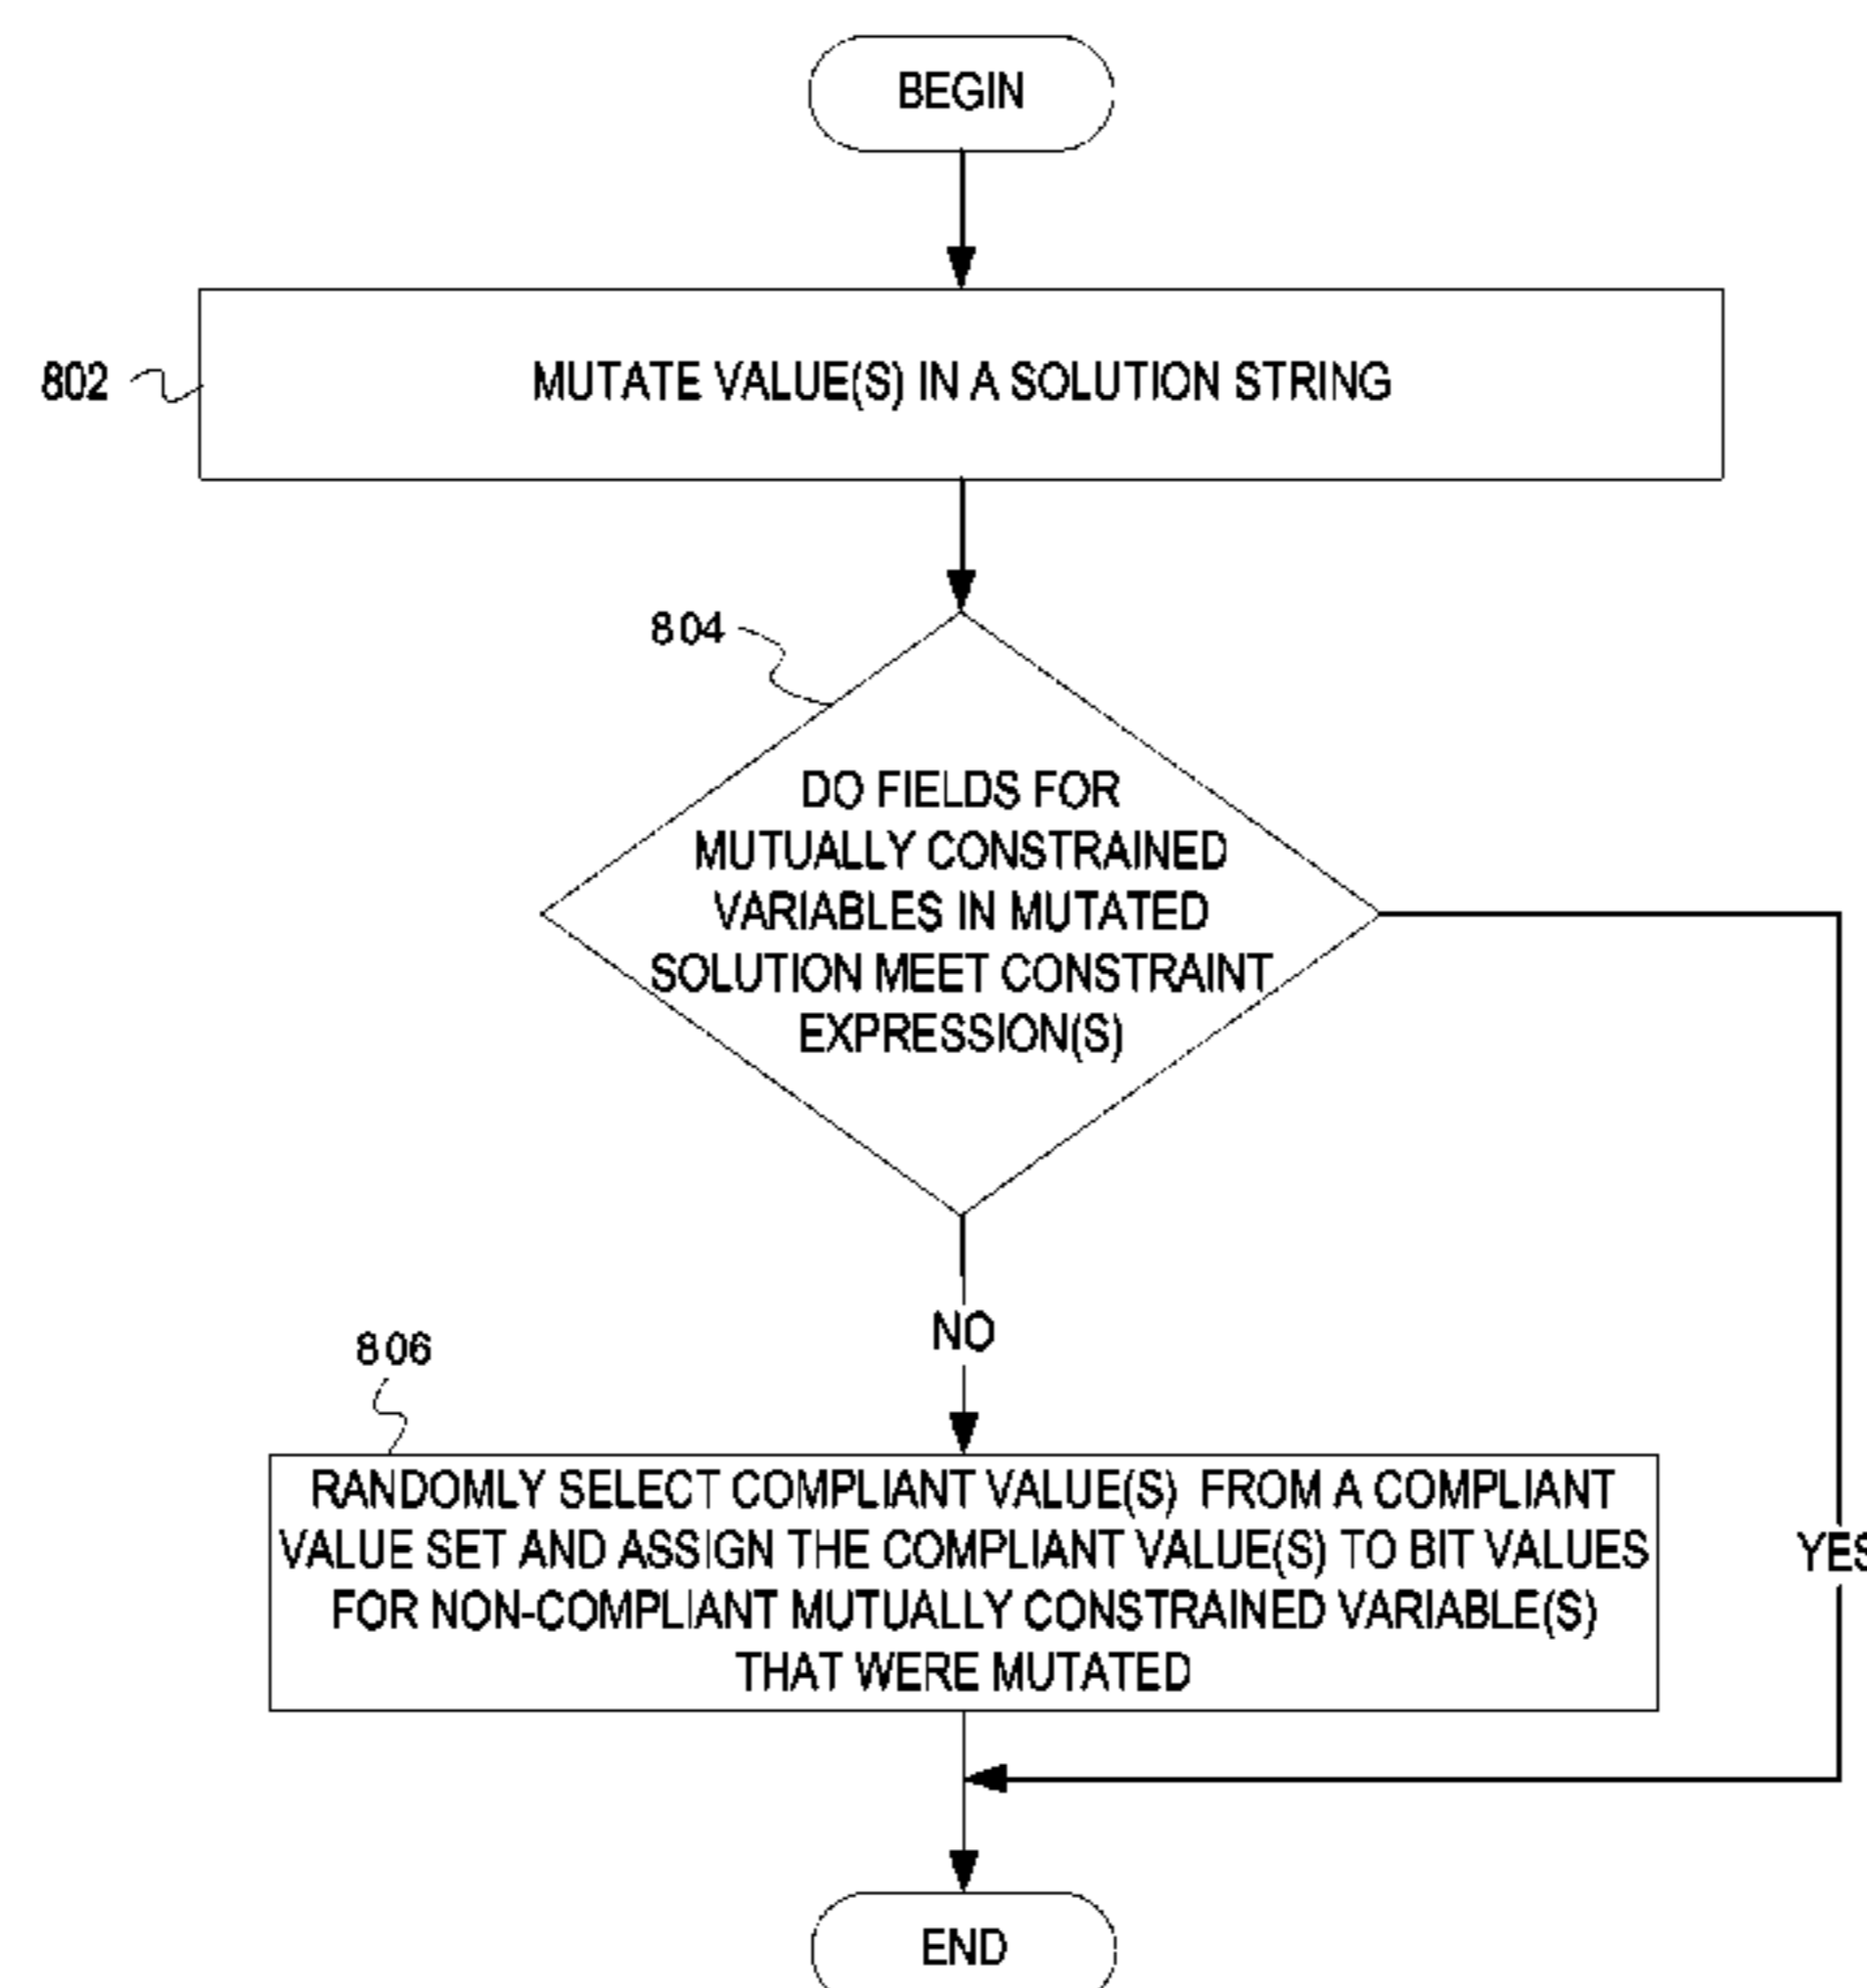 BEGIN
802
MUTATE VALUE(S) IN A SOLUTION STRING
804
DO FIELDS FOR
MUTUALLY CONSTRAINED
VARIABLES IN MUTATED
SOLUTION MEET CONSTRAINT
EXPRESSION(S)
NO
YES
806
RANDOMLY SELECT COMPLIANT VALUE(S) FROM A COMPLIANT
VALUE SET AND ASSIGN THE COMPLIANT VALUE(S) TO BIT VALUES
FOR NON-COMPLIANT MUTUALLY CONSTRAINED VARIABLE(S)
THAT WERE MUTATED
END